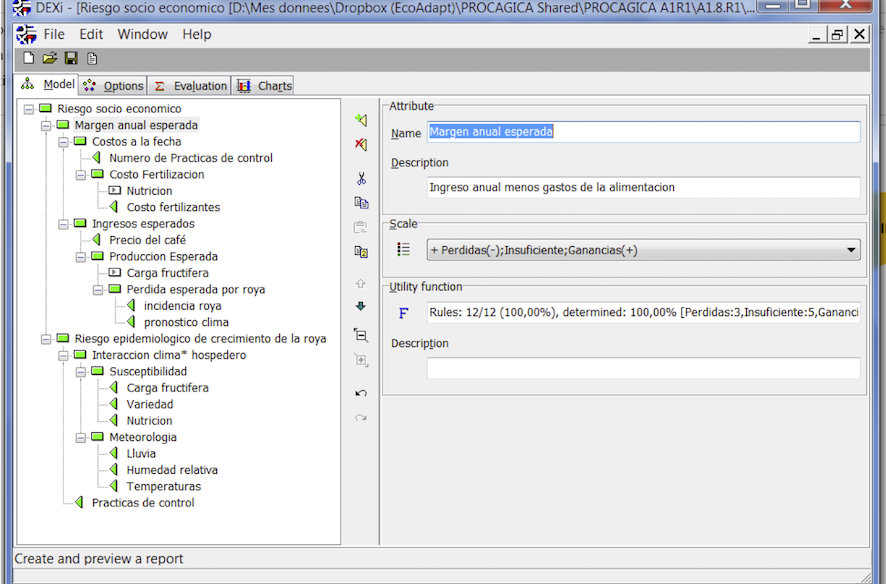 DEXi - [Riesgo socio economico [D:\Mes donnees\Dropbox (EcoAdapt)\PROCAGICA Shared\PROCAGICA A1R1\A1.8.R1\...
File Edit Window Help
Model Options Evaluation Charts
Riesgo socio economico
Margen anual esperada
Costos a la fecha
Numero de Practicas de control
Costo Fertilizacion
Nutricion
Costo fertilizantes
Ingresos esperados
Precio del café
Produccion Esperada
Carga fructifera
Perdida esperada por roya
incidencia roya
pronostico clima
Riesgo epidemiologico de crecimiento de la roya
Interaccion clima* hospedero
Susceptibilidad
Carga fructifera
Variedad
Nutricion
Meteorologia
Lluvia
Humedad relativa
Temperaturas
Practicas de control
Attribute
Name Margen anual esperada
Description
Ingreso anual menos gastos de la alimentacion
Scale
+ Perdidas(-);Insuficiente;Ganancias(+)
Utility function
F Rules: 12/12 (100,00%), determined: 100,00% [Perdidas:3,Insuficiente:5,Gananci
Description
Create and preview a report